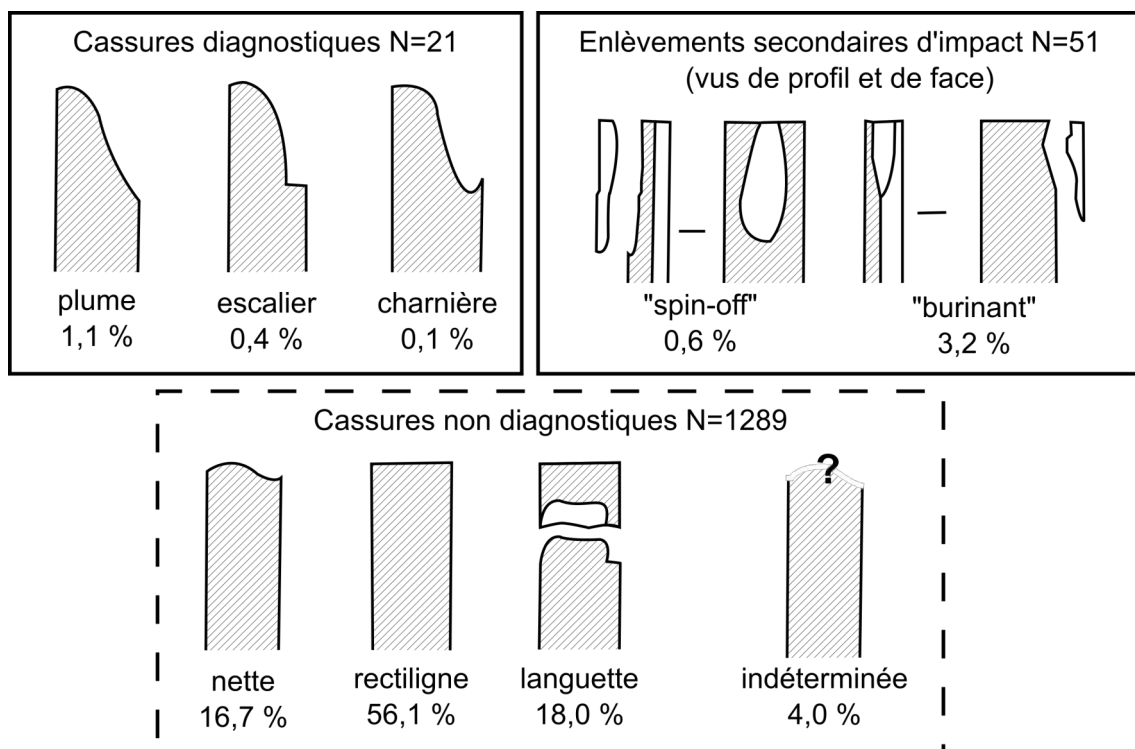 Cassures diagnostiques N=21
plume
1,1 %
escalier
0,4 %
charnière
0,1 %
Enlèvements secondaires d'impact N=51
(vus de profil et de face)
"spin-off"
0,6 %
"burinant"
3,2 %
Cassures non diagnostiques N=1289
?
nette
16,7 %
rectiligne
56,1 %
languette
18,0 %
indéterminée
4,0 %